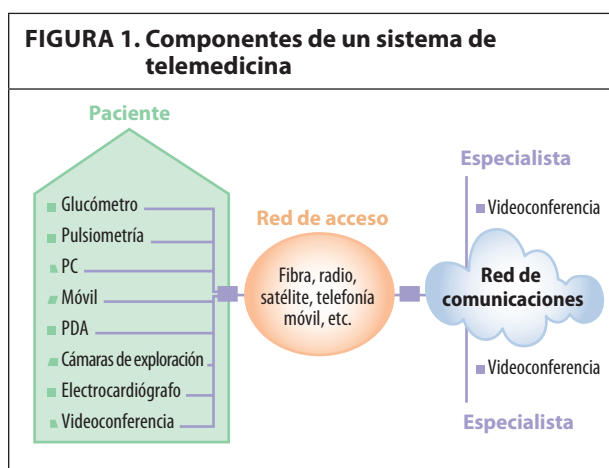 FIGURA 1. Componentes de un sistema de
telemedicina
Paciente
Glucómetro
Pulsiometría
PC
Móvil
PDA
Cámaras de exploración
Electrocardiógrafo
Videoconferencia
Red de acceso
Fibra, radio,
satélite, telefonía
móvil, etc.
Especialista
Videoconferencia
Red de
comunicaciones
Videoconferencia
Especialista